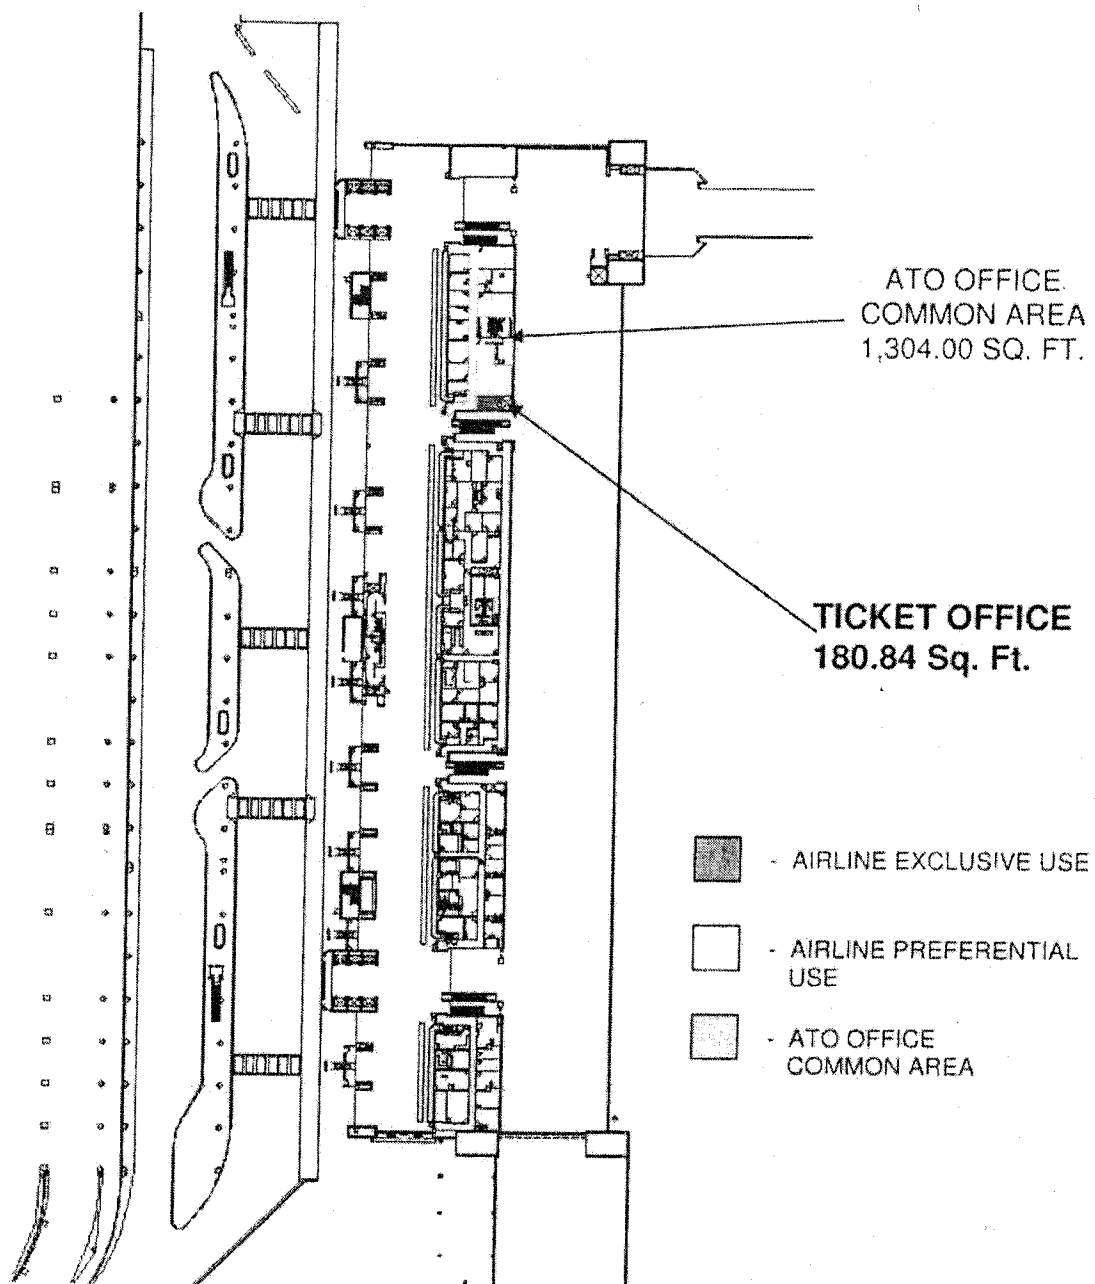 ATO OFFICE
COMMON AREA
1,304.00 SQ. FT.
TICKET OFFICE
180.84 Sq. Ft.
- AIRLINE EXCLUSIVE USE
- AIRLINE PREFERENTIAL
USE
- ATO OFFICE
COMMON AREA